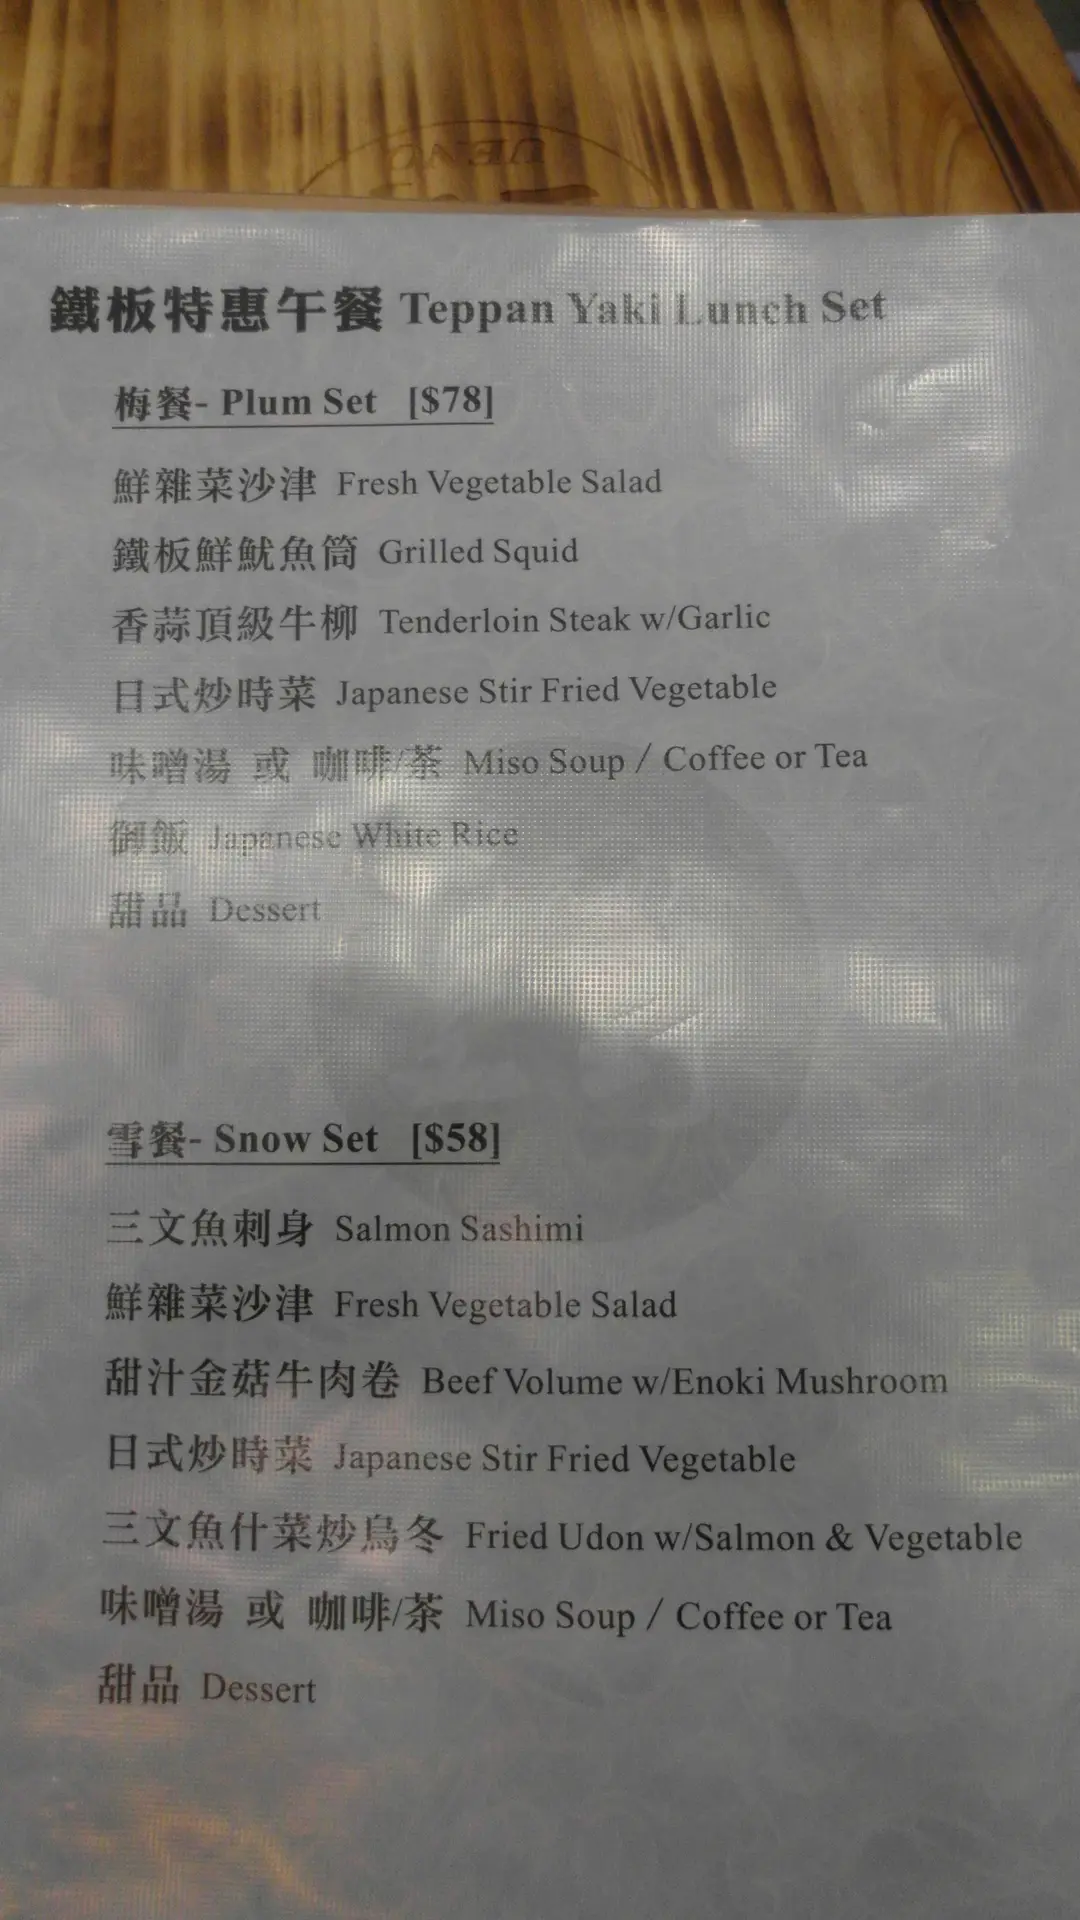 UENO
鐵板特惠午餐 Teppan Yaki Lunch Set
梅餐- Plum Set [$78]
鮮雜菜沙津 Fresh Vegetable Salad
鐵板鮮魷魚筒 Grilled Squid
香蒜頂級牛柳 Tenderloin Steak w/Garlic
日式炒時菜 Japanese Stir Fried Vegetable
味噌湯 或 咖啡/茶 Miso Soup / Coffee or Tea
御飯 Japanese White Rice
甜品 Dessert
雪餐- Snow Set [$58]
三文魚刺身 Salmon Sashimi
鮮雜菜沙津 Fresh Vegetable Salad
甜汁金菇牛肉卷 Beef Volume w/Enoki Mushroom
日式炒時菜 Japanese Stir Fried Vegetable
三文魚什菜炒烏冬 Fried Udon w/Salmon & Vegetable
味噌湯 或 咖啡/茶 Miso Soup / Coffee or Tea
甜品 Dessert